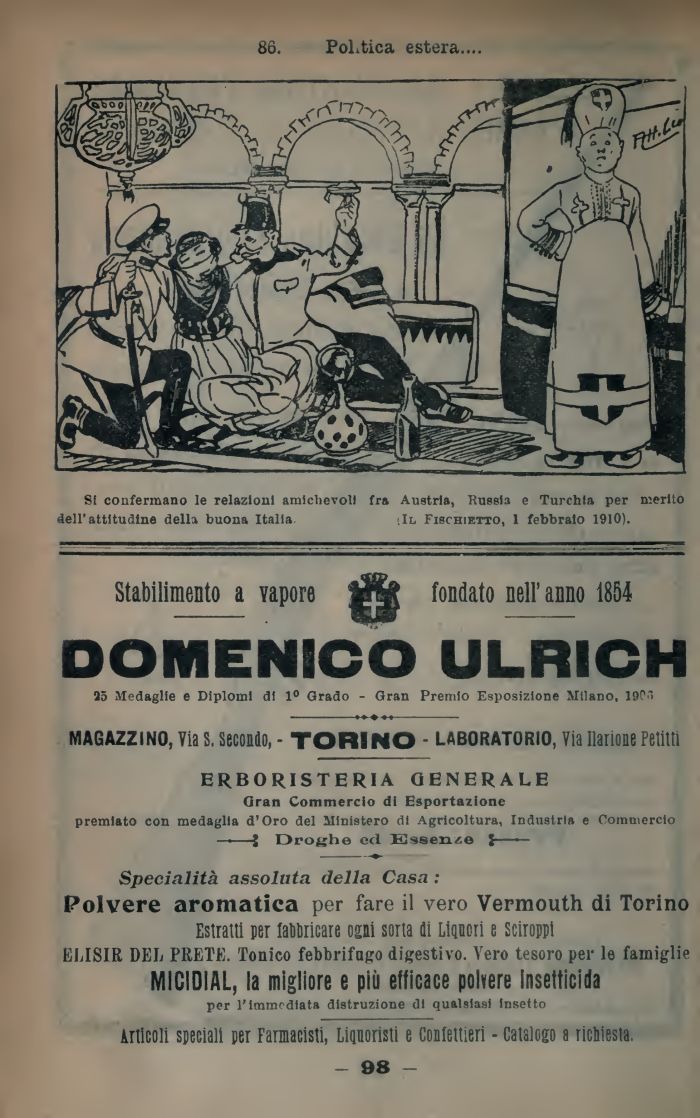 86. Politica estera....
Si confermano le relazioni amichevoli fra Austria, Russia e Turchia per merito
dell'attitudine della buona Italia. (IL FISCHIETTO, 1 febbraio 1910).
Stabilimento a vapore fondato nell'anno 1854
DOMENICO ULRICH
25 Medaglie e Diplomi di 1º Grado - Gran Premio Esposizione Milano, 1906
MAGAZZINO, Via S. Secondo, - TORINO - LABORATORIO, Via Ilarione Petitti
ERBORISTERIA GENERALE
Gran Commercio di Esportazione
premiato con medaglia d'Oro del Ministero di Agricoltura, Industria e Commercio
Droghe ed Essenze
Specialità assoluta della Casa:
Polvere aromatica per fare il vero Vermouth di Torino
Estratti per fabbricare ogni sorta di Liquori e Sciroppi
ELISIR DEL PRETE. Tonico febbrifugo digestivo. Vero tesoro per le famiglie
MICIDIAL, la migliore e più efficace polvere insetticida
per l'immediata distruzione di qualsiasi insetto
Articoli speciali per Farmacisti, Liquoristi e Confettieri - Catalogo a richiesta.
- 98 -